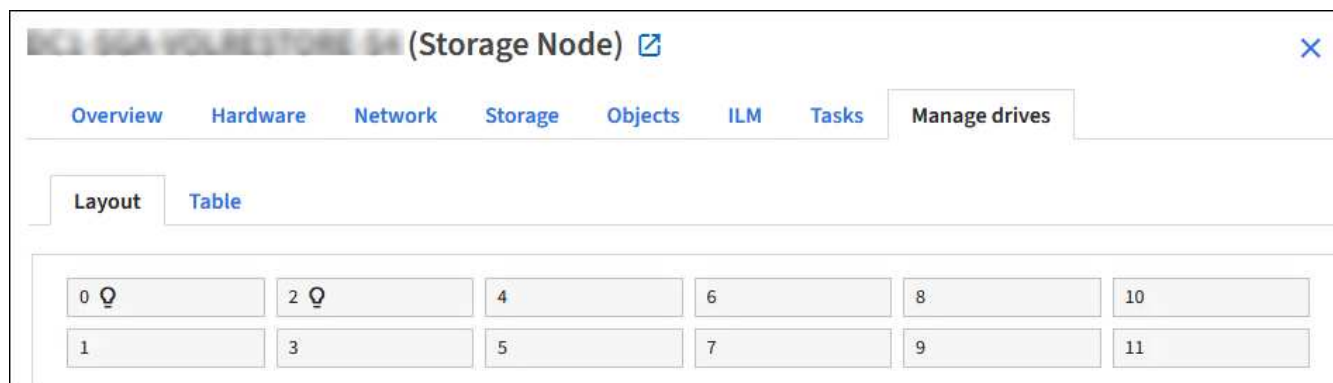 (Storage Node)
Overview Hardware Network Storage Objects ILM Tasks Manage drives
Layout Table
0 2 4 6 8 10
1 3 5 7 9 11